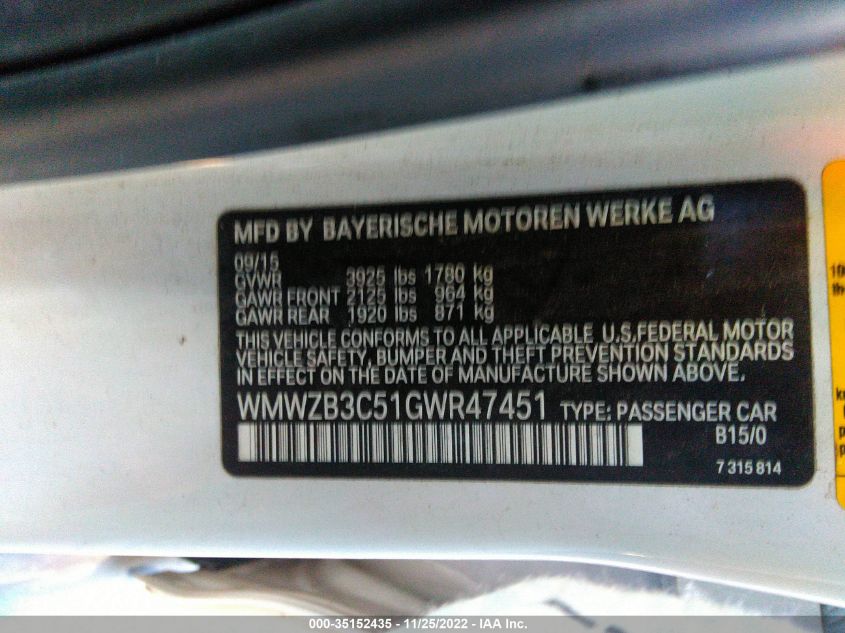 MFD BY BAYERISCHE MOTOREN WERKE AG
09/15
GVWR 3925 lbs 1780 kg
GAWR FRONT 2125 lbs 964 kg
GAWR REAR 1920 lbs 871 kg
THIS VEHICLE CONFORMS TO ALL APPLICABLE U.S.FEDERAL MOTOR
VEHICLE SAFETY, BUMPER AND THEFT PREVENTION STANDARDS
IN EFFECT ON THE DATE OF MANUFACTURE SHOWN ABOVE.
WMWZB3C51GWR47451 TYPE: PASSENGER CAR
B15/0
7 315 814
000-35152435 - 11/25/2022 - IAA Inc.